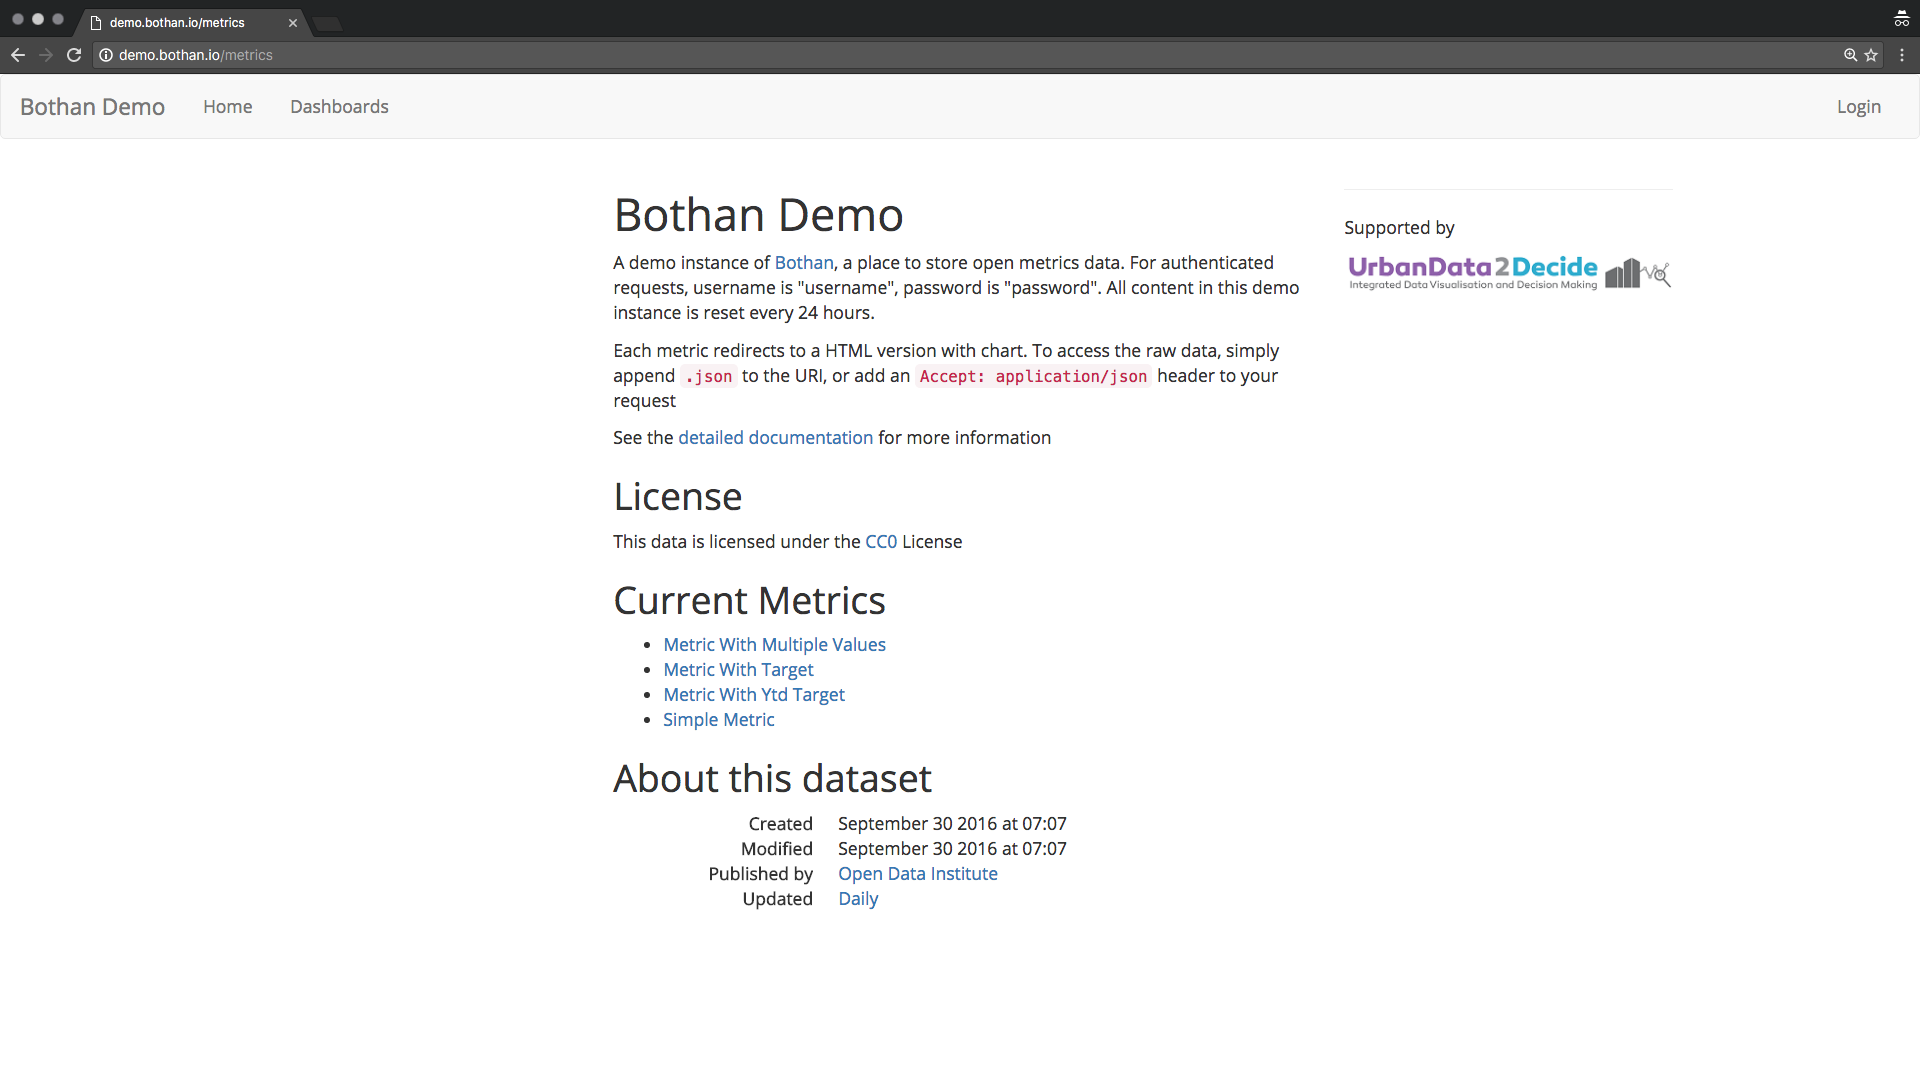 demo.bothan.io/metrics
demo.bothan.io/metrics
Bothan Demo Home Dashboards Login
Bothan Demo
A demo instance of Bothan, a place to store open metrics data. For authenticated
requests, username is "username", password is "password". All content in this demo
instance is reset every 24 hours.
Each metric redirects to a HTML version with chart. To access the raw data, simply
append .json to the URI, or add an Accept: application/json header to your
request
See the detailed documentation for more information
License
This data is licensed under the CC0 License
Current Metrics
Metric With Multiple Values
Metric With Target
Metric With Ytd Target
Simple Metric
About this dataset
Created September 30 2016 at 07:07
Modified September 30 2016 at 07:07
Published by Open Data Institute
Updated Daily
Supported by
UrbanData2Decide
Integrated Data Visualisation and Decision Making